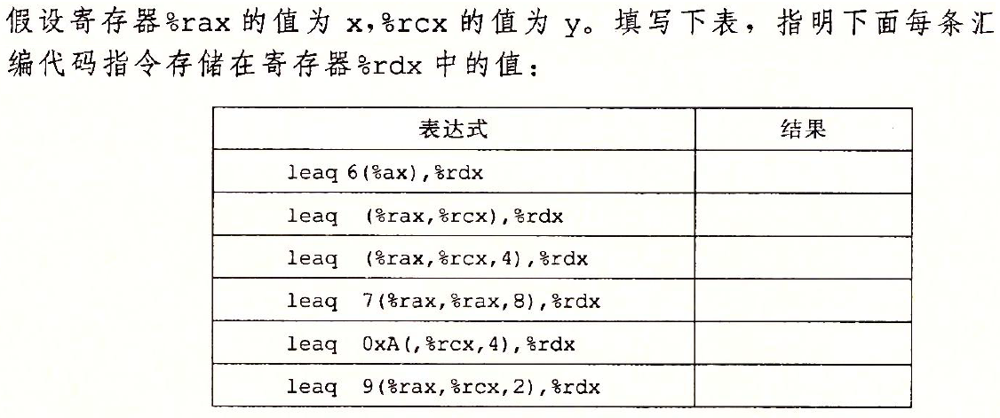 假设寄存器%rax 的值为 x,%rcx 的值为 y。填写下表，指明下面每条汇
编代码指令存储在寄存器%rdx 中的值：
表达式 结果
leaq 6(%ax),%rdx
leaq (%rax,%rcx),%rdx
leaq (%rax,%rcx,4),%rdx
leaq 7(%rax,%rax,8),%rdx
leaq 0xA(,%rcx,4),%rdx
leaq 9(%rax,%rcx,2),%rdx